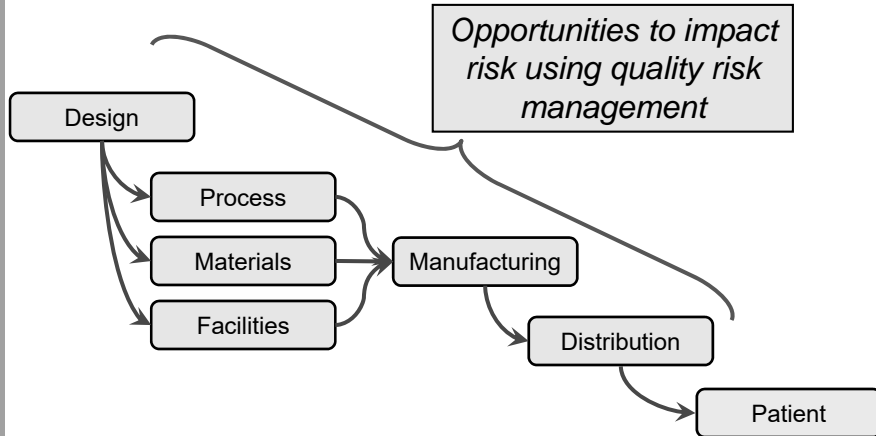 Opportunities to impact
risk using quality risk
management
Design
Process
Materials
Manufacturing
Facilities
Distribution
Patient